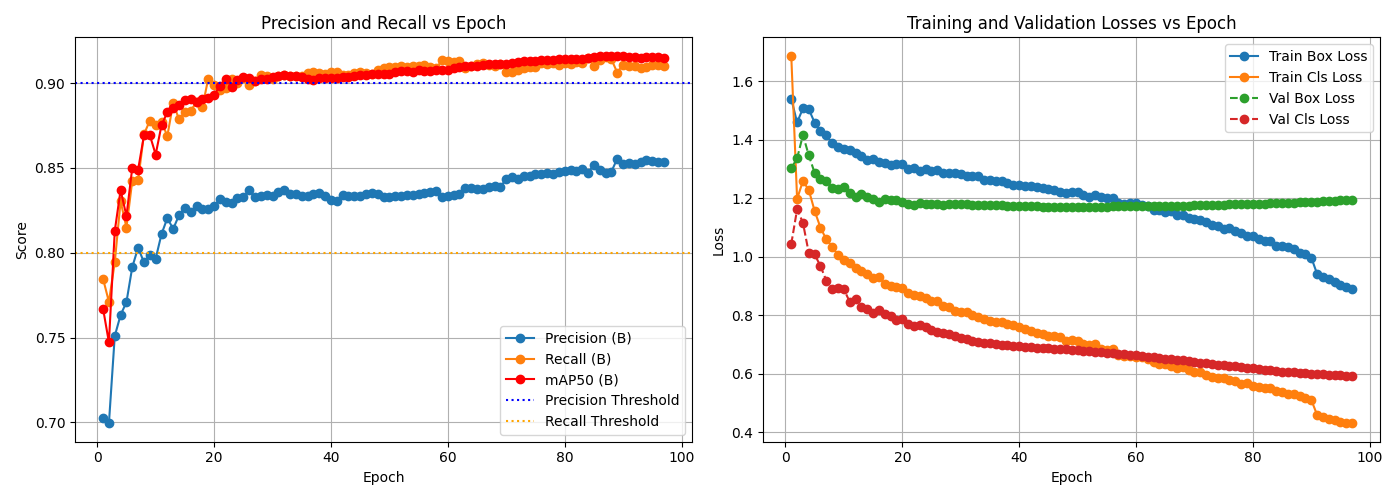 Precision and Recall vs Epoch
Score
0.90
0.85
0.80
0.75
0.70
Precision (B)
Recall (B)
mAP50 (B)
Precision Threshold
Recall Threshold
0 20 40 60 80 100
Epoch
Training and Validation Losses vs Epoch
Loss
1.6
1.4
1.2
1.0
0.8
0.6
0.4
Train Box Loss
Train Cls Loss
Val Box Loss
Val Cls Loss
0 20 40 60 80 100
Epoch